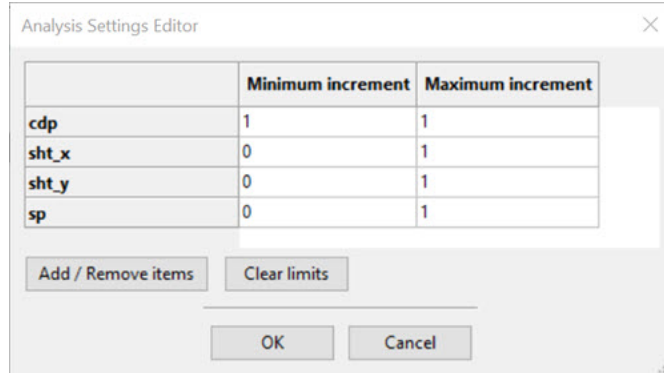 Analysis Settings Editor
Minimum increment Maximum increment
cdp 1 1
sht_x 0 1
sht_y 0 1
sp 0 1
Add / Remove items Clear limits
OK Cancel